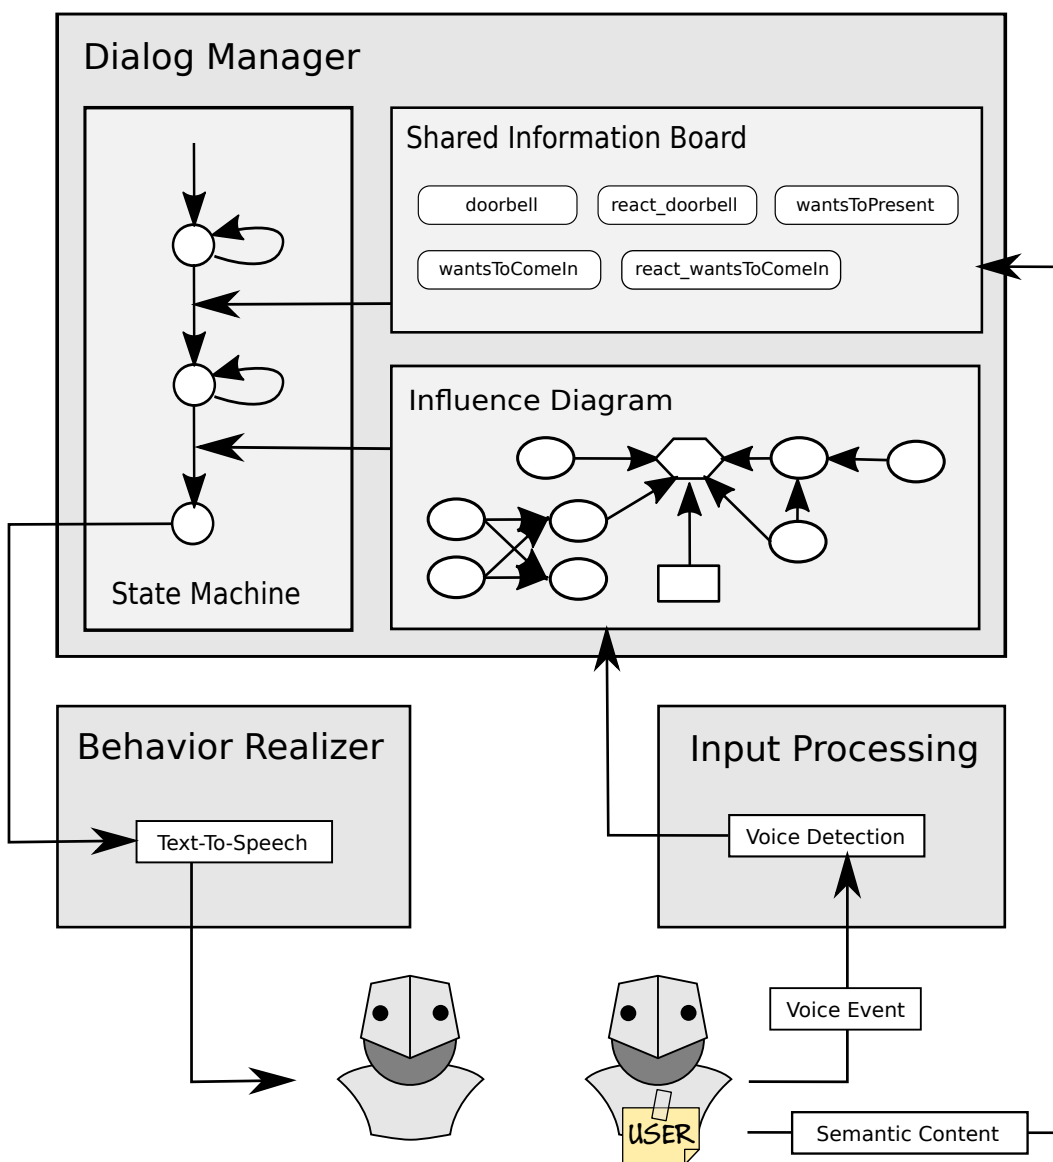 Dialog Manager
Shared Information Board
doorbell
react_doorbell
wantsToPresent
wantsToComeIn
react_wantsToComeIn
Influence Diagram
State Machine
Behavior Realizer
Text-To-Speech
Input Processing
Voice Detection
Voice Event
USER
Semantic Content